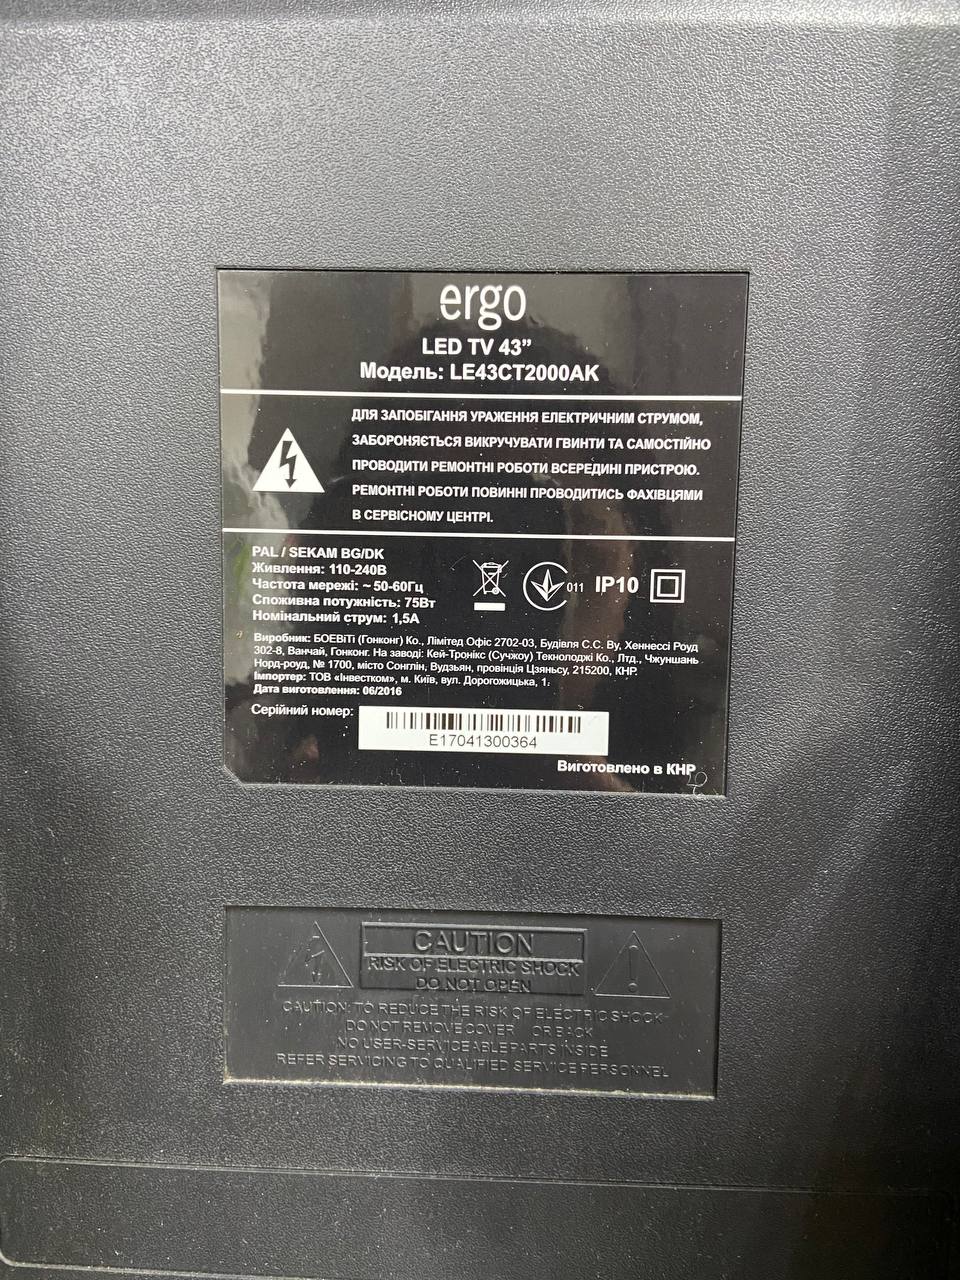 ergo
LED TV 43”
Модель: LE43CT2000AK
ДЛЯ ЗАПОБІГАННЯ УРАЖЕННЯ ЕЛЕКТРИЧНИМ СТРУМОМ,
ЗАБОРОНЯЄТЬСЯ ВИКРУЧУВАТИ ГВИНТИ ТА САМОСТІЙНО
ПРОВОДИТИ РЕМОНТНІ РОБОТИ ВСЕРЕДИНІ ПРИСТРОЮ.
РЕМОНТНІ РОБОТИ ПОВИННІ ПРОВОДИТИСЬ ФАХІВЦЯМИ
В СЕРВІСНОМУ ЦЕНТРІ.
PAL / SEKAM BG/DK
Живлення: 110-240В
Частота мережі: ~ 50-60Гц
Споживна потужність: 75Вт
Номінальний струм: 1,5А
011 IP10
Виробник: БОЕВІТі (Гонконг) Ко., Лімітед Офіс 2702-03, Будівля С.С. Ву, Хеннессі Роуд
302-8, Ванчай, Гонконг. На заводі: Кей-Тронікс (Сучжоу) Текнолоджі Ко., Лтд., Чжуншань
Норд-роуд, № 1700, місто Сонглін, Вудзьян, провінція Цзяньсу, 215200, КНР.
Імпортер: ТОВ «Інвестком», м. Київ, вул. Дорогожицька, 1.
Дата виготовлення: 06/2016
Серійний номер:
E17041300364
Виготовлено в КНР
CAUTION
RISK OF ELECTRIC SHOCK
DO NOT OPEN
CAUTION: TO REDUCE THE RISK OF ELECTRIC SHOCK
DO NOT REMOVE COVER OR BACK
NO USER-SERVICEABLE PARTS INSIDE
REFER SERVICING TO QUALIFIED SERVICE PERSONNEL